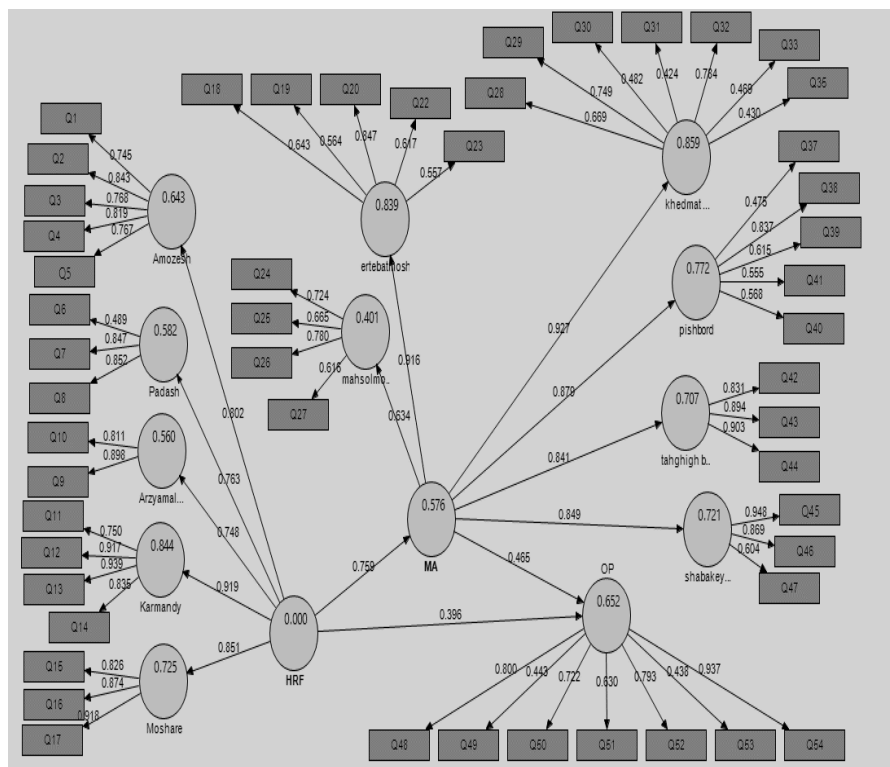 Q30
Q31
Q32
Q29
Q33
Q28
Q35
0.749
0.482
0.424
0.784
0.469
0.430
0.669
0.859
khedmat ...
Q18
Q19
Q20
Q22
Q23
0.643
0.564
0.847
0.617
0.557
0.839
ertebatmosh
Q1
Q2
Q3
Q4
Q5
0.745
0.843
0.768
0.819
0.767
0.643
Amozesh
Q37
Q38
Q39
Q41
Q40
0.475
0.837
0.615
0.555
0.568
0.772
pishbord
Q24
Q25
Q26
Q27
0.724
0.665
0.780
0.616
0.401
mahsolmo..
Q6
Q7
Q8
0.489
0.847
0.852
0.582
Padash
0.927
0.916
0.879
0.634
0.802
Q42
Q43
Q44
0.831
0.894
0.903
0.707
tahghigh b..
0.841
Q10
Q9
0.811
0.898
0.560
Arzyamal...
0.763
0.748
0.576
MA
0.849
0.721
shabakey...
Q45
Q46
Q47
0.948
0.869
0.604
Q11
Q12
Q13
Q14
0.750
0.917
0.939
0.835
0.844
Karmandy
0.919
0.759
0.465
OP
0.652
0.396
0.000
HRF
0.851
Q15
Q16
Q17
0.826
0.874
0.918
0.725
Moshare
0.800
0.443
0.722
0.630
0.793
0.438
0.937
Q48
Q49
Q50
Q51
Q52
Q53
Q54